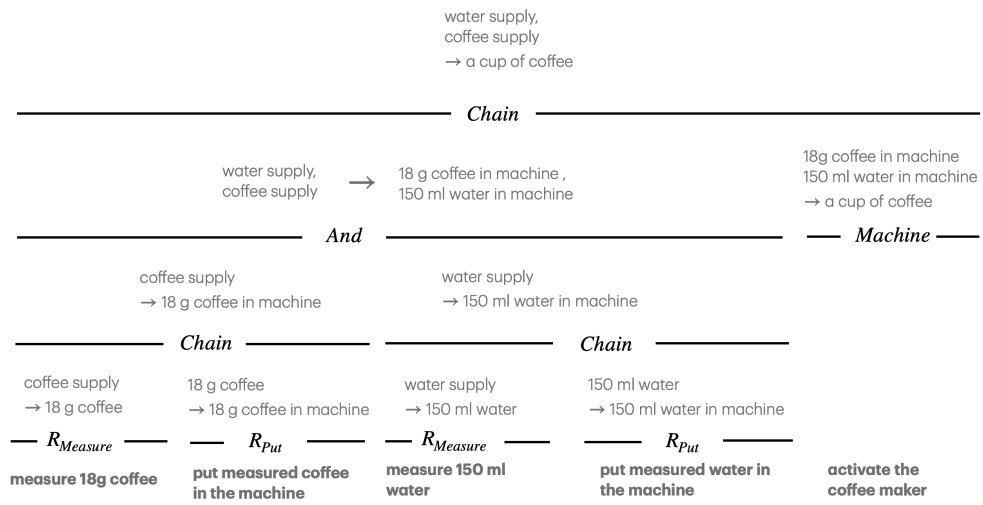 water supply,
coffee supply
→ a cup of coffee
Chain
water supply,
coffee supply
→
18 g coffee in machine ,
150 ml water in machine
18g coffee in machine
150 ml water in machine
→ a cup of coffee
And
Machine
coffee supply
→ 18 g coffee in machine
water supply
→ 150 ml water in machine
Chain
Chain
coffee supply
→ 18 g coffee
18 g coffee
→ 18 g coffee in machine
water supply
→ 150 ml water
150 ml water
→ 150 ml water in machine
R Measure
R Put
R Measure
R Put
measure 18g coffee
put measured coffee
in the machine
measure 150 ml
water
put measured water in
the machine
activate the
coffee maker